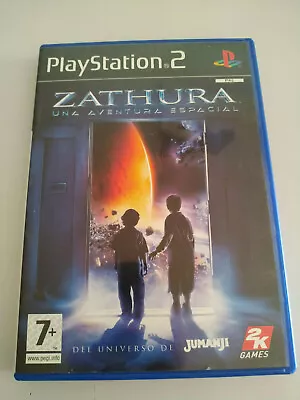 PlayStation 2
PAL
ZATHURA
UNA AVENTURA ESPACIAL
7+
www.pegi.info
DEL UNIVERSO DE JUMANJI
2K
GAMES